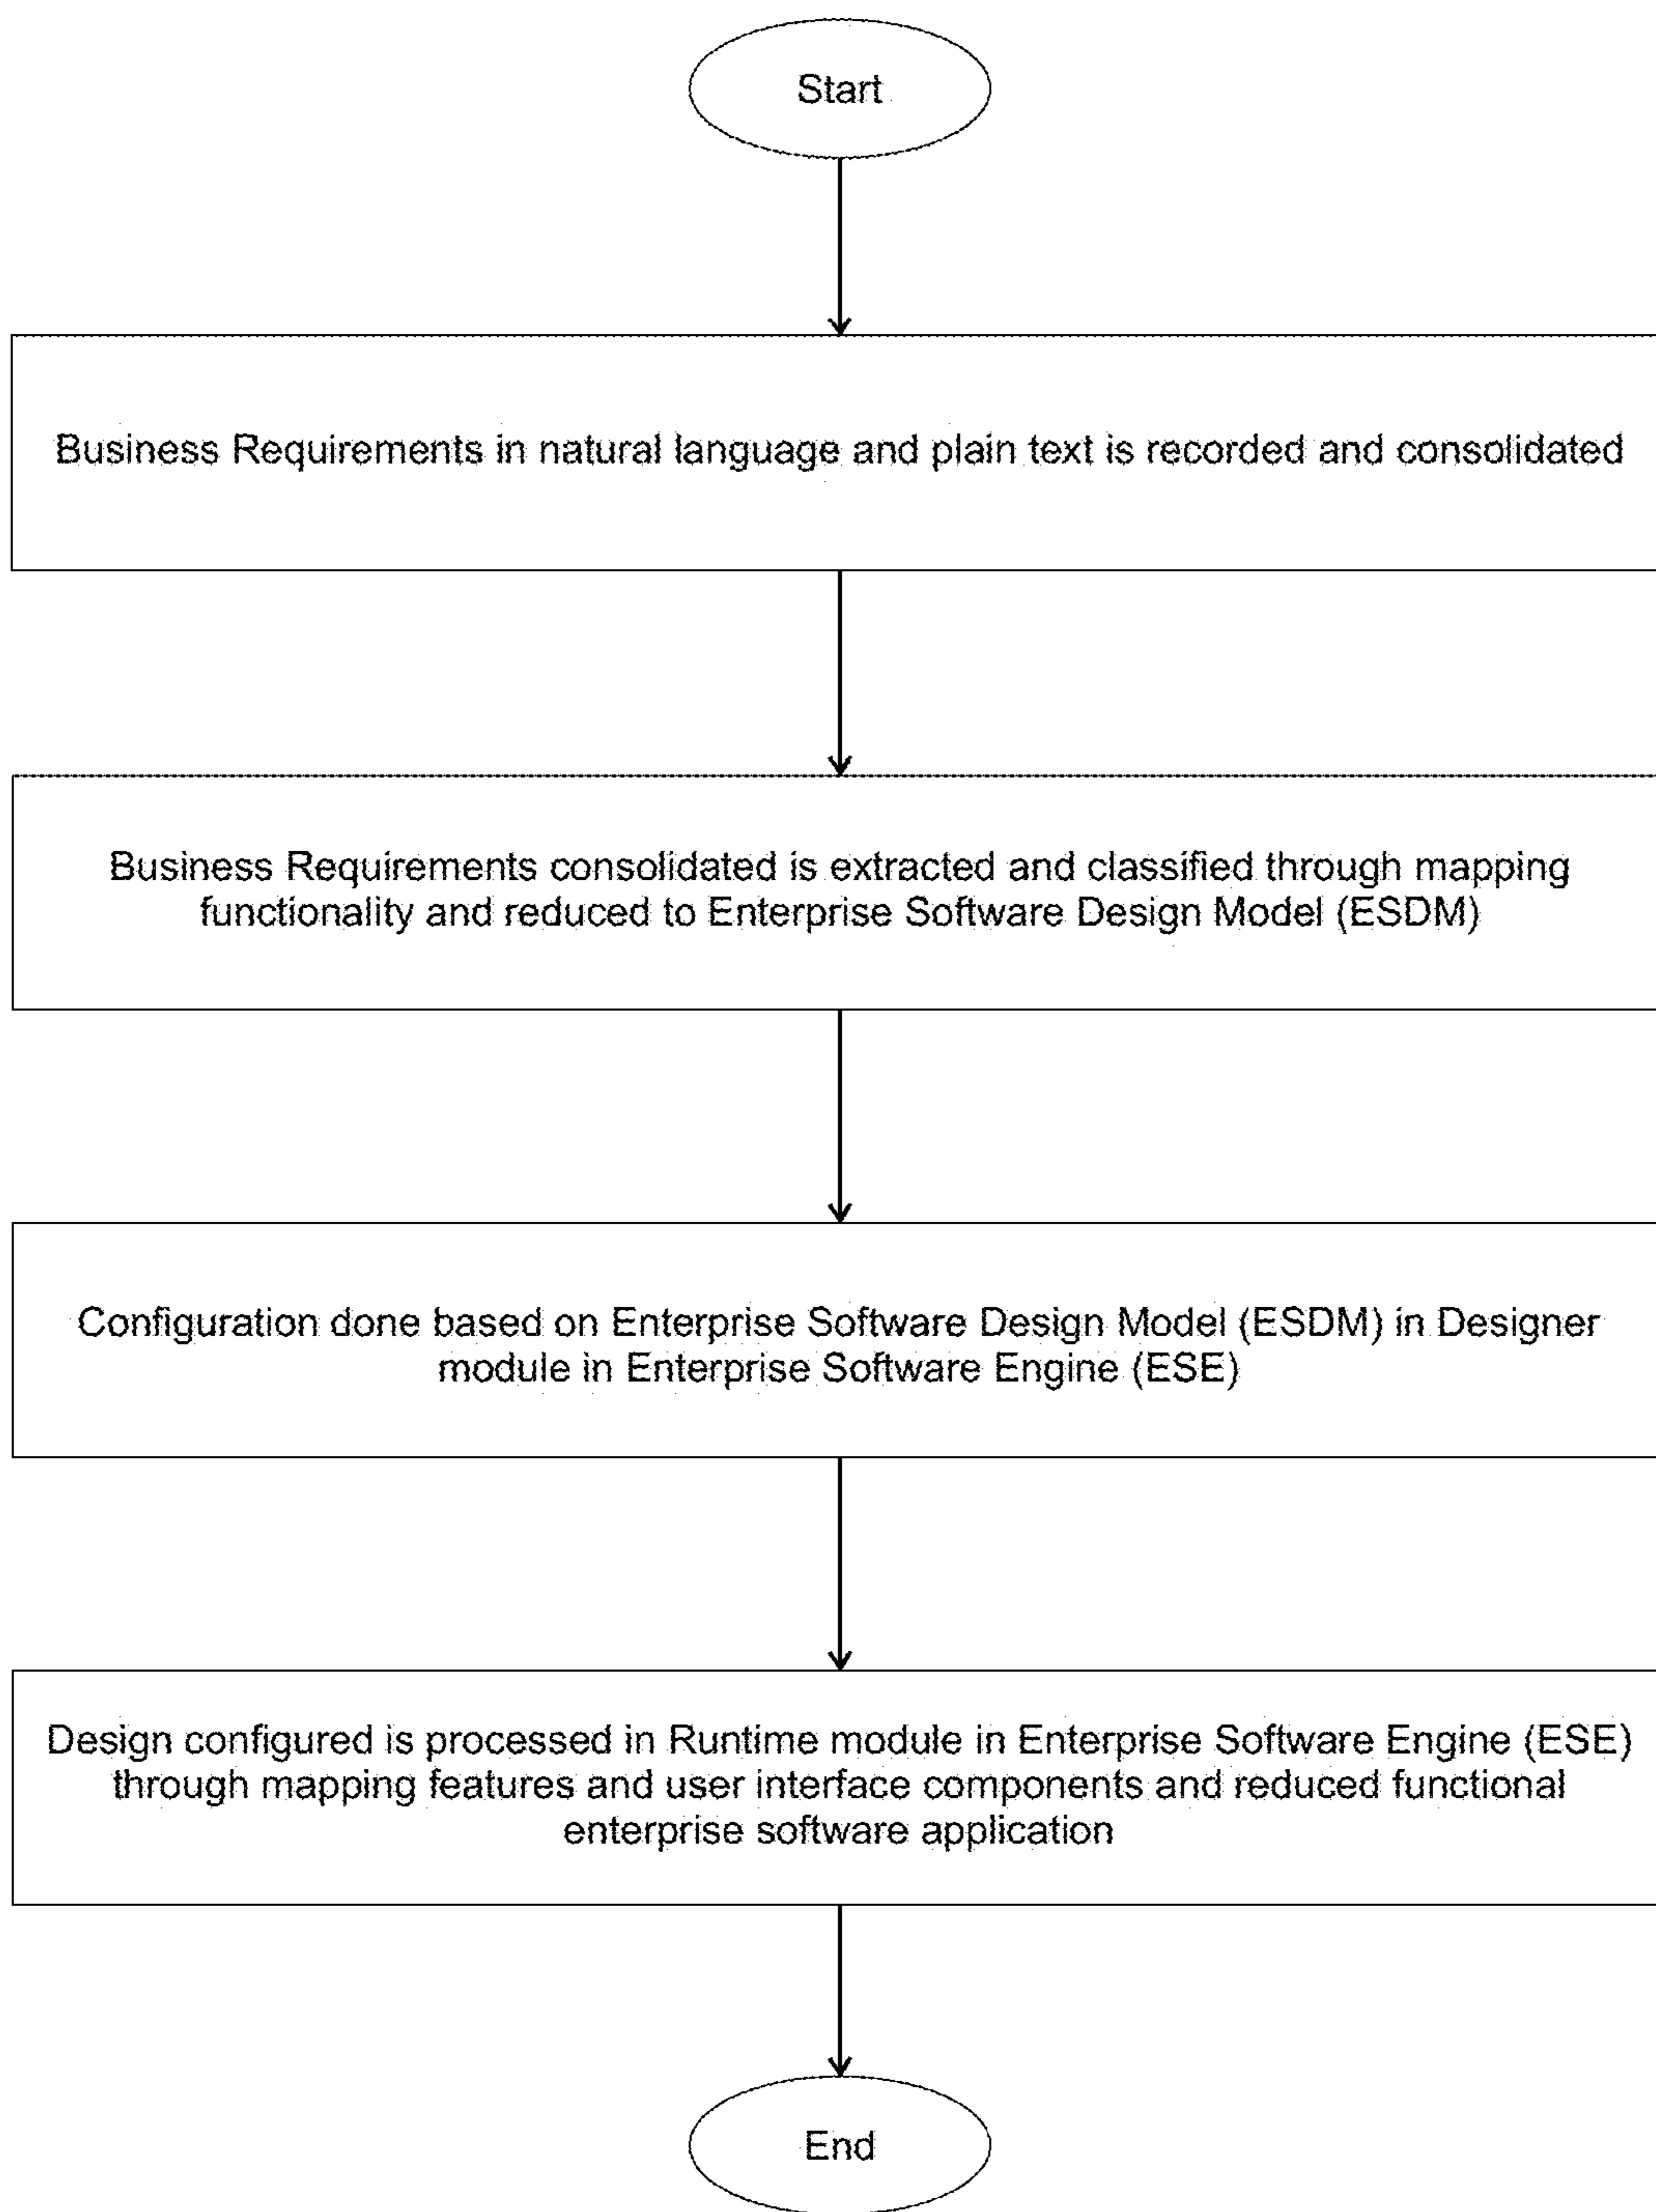 Start
Business Requirements in natural language and plain text is recorded and consolidated
Business Requirements consolidated is extracted and classified through mapping
functionality and reduced to Enterprise Software Design Model (ESDM)
Configuration done based on Enterprise Software Design Model (ESDM) in Designer
module in Enterprise Software Engine (ESE)
Design configured is processed in Runtime module in Enterprise Software Engine (ESE)
through mapping features and user interface components and reduced functional
enterprise software application
End